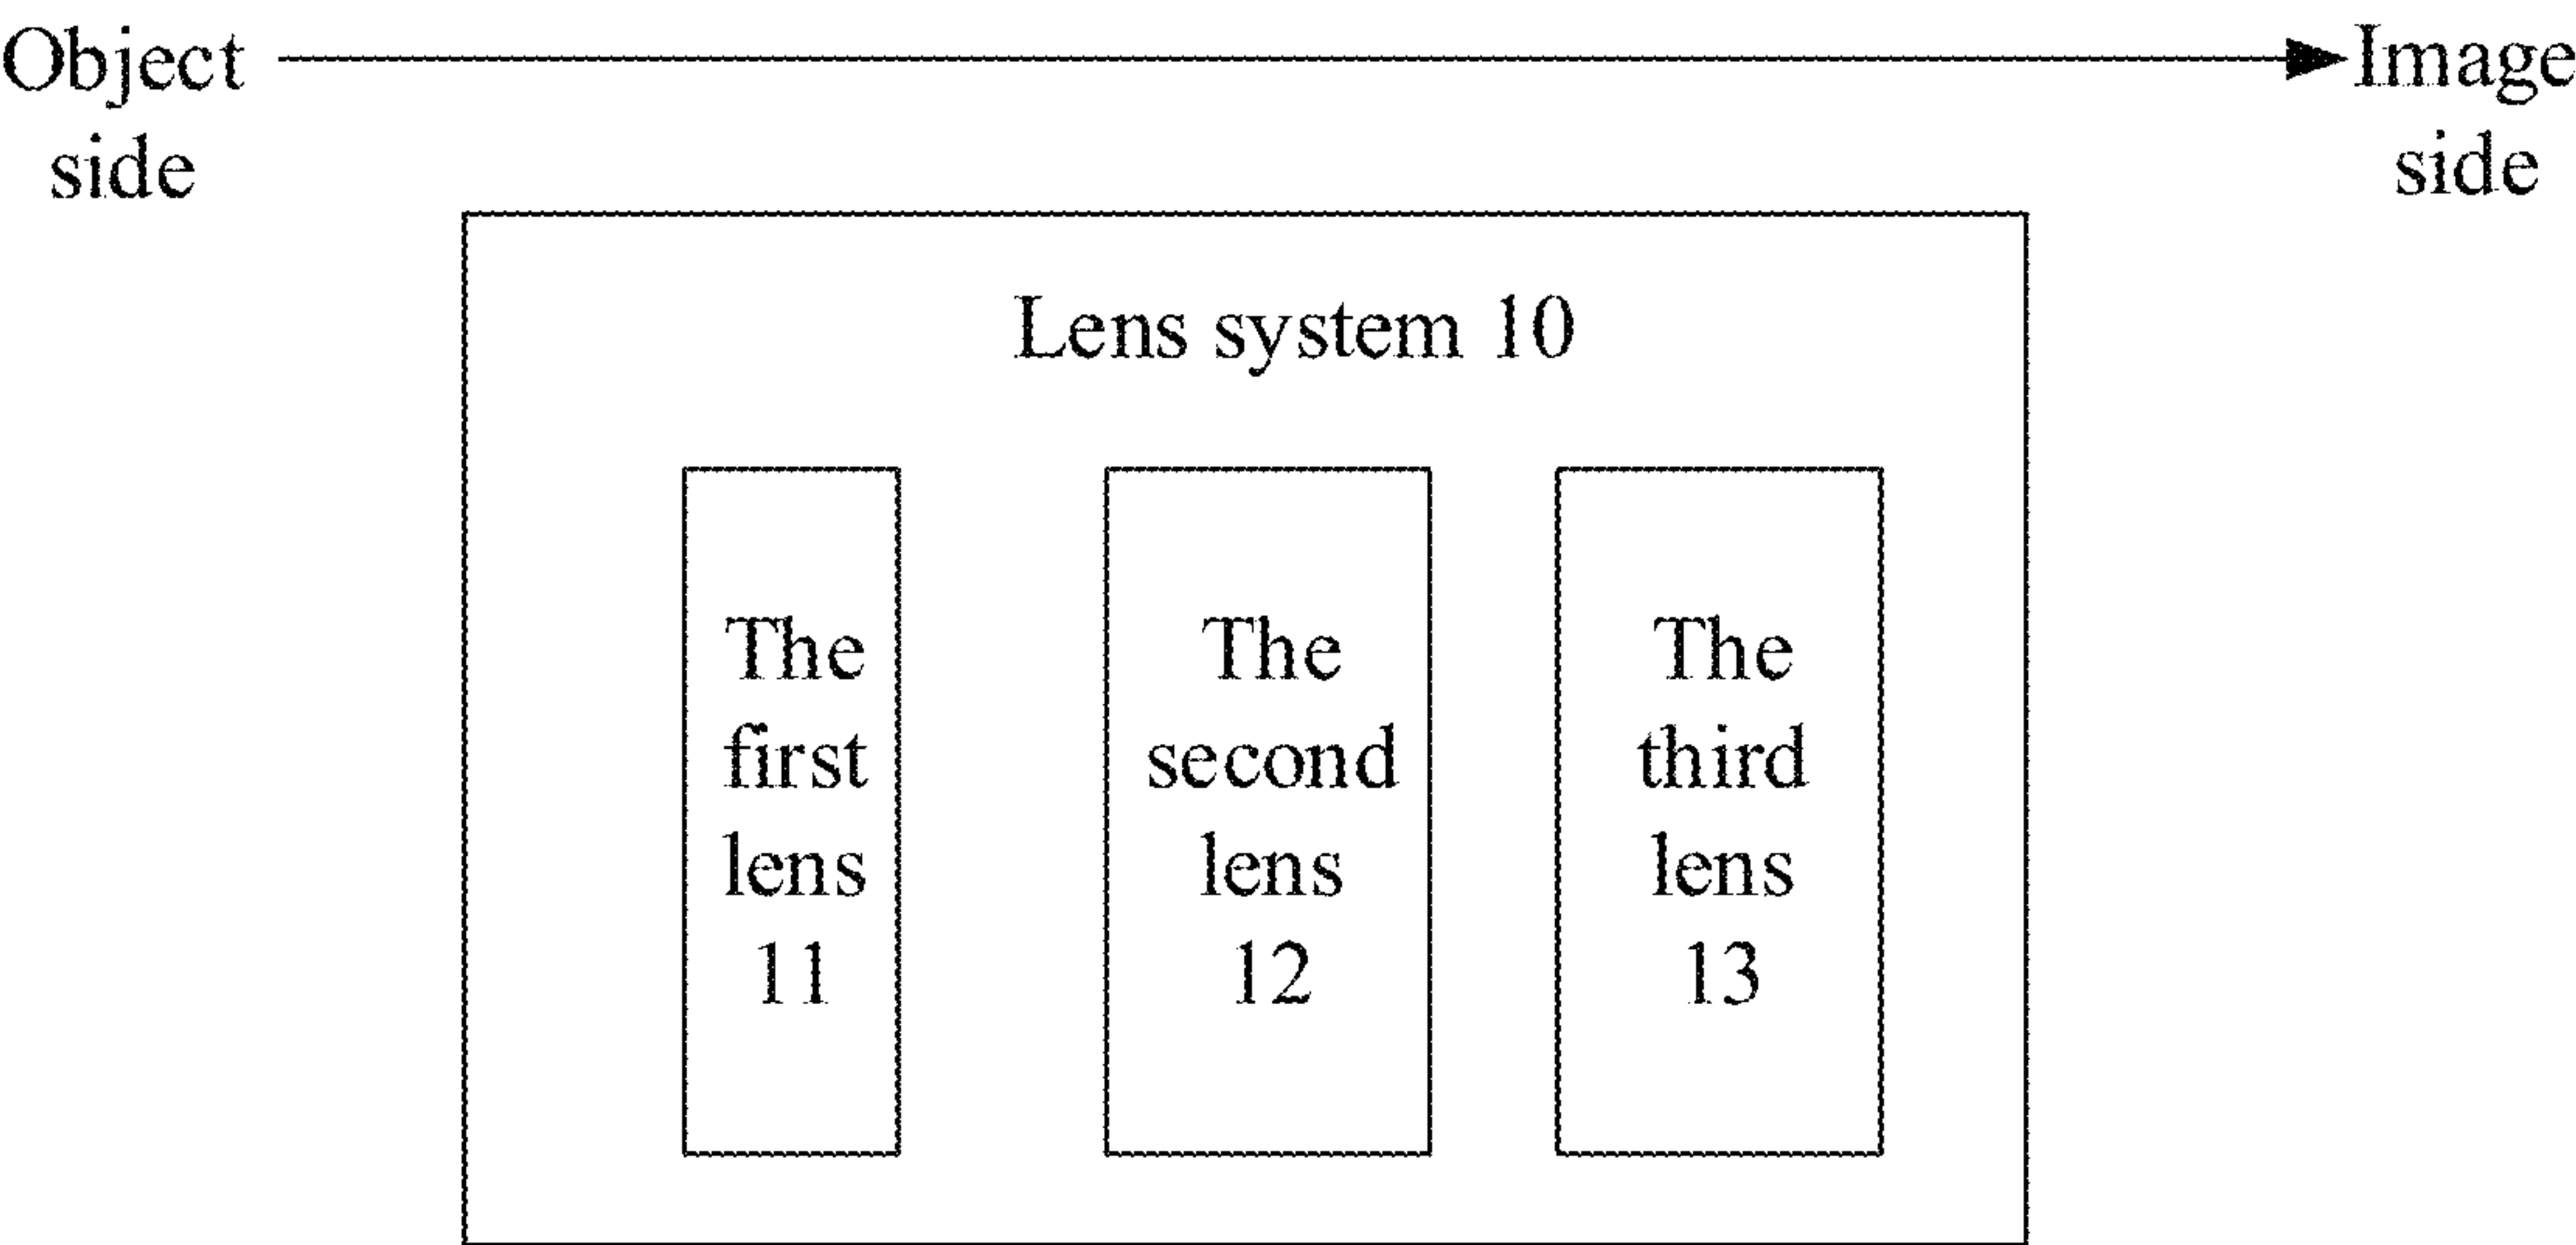 Object
side
Image
side
Lens system 10
The
first
lens
11
The
second
lens
12
The
third
lens
13